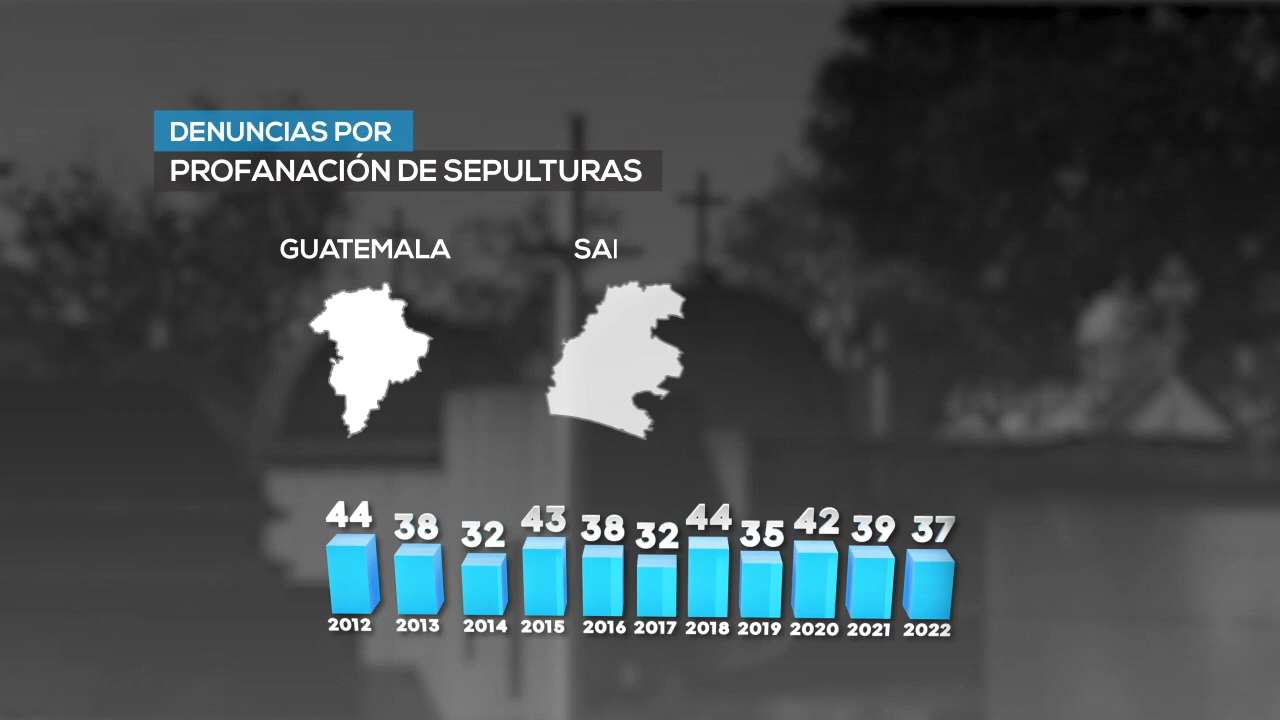 DENUNCIAS POR
PROFANACIÓN DE SEPULTURAS
GUATEMALA
SAI
44 38 32 43 38 32 44 35 42 39 37
2012 2013 2014 2015 2016 2017 2018 2019 2020 2021 2022